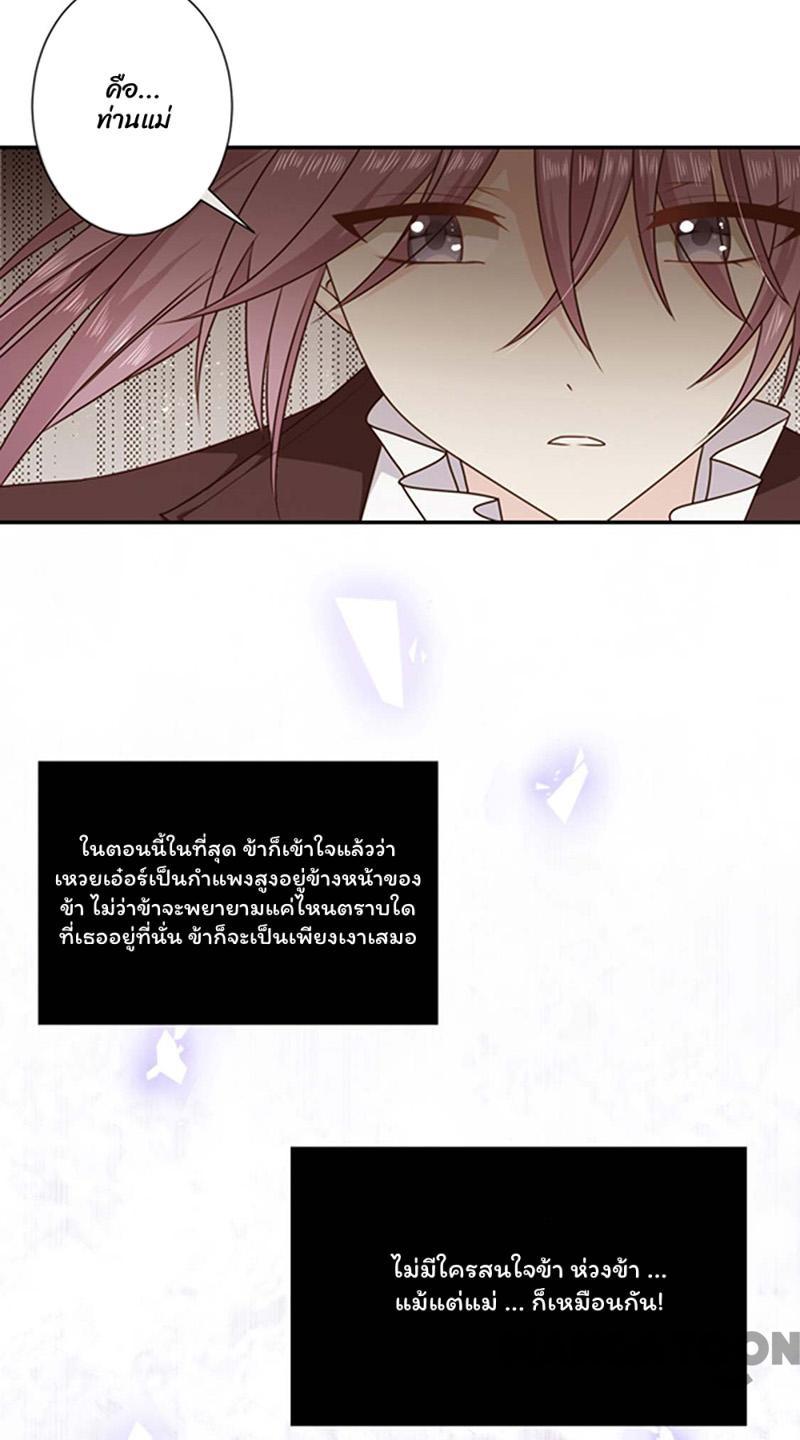 คือ...
ท่านแม่
ในตอนนี้ในที่สุด ข้าก็เข้าใจแล้วว่า
เหวยเอ๋อร์เป็นกำแพงสูงอยู่ข้างหน้าของ
ข้า ไม่ว่าข้าจะพยายามแค่ไหนตราบใด
ที่เธออยู่ที่นั่น ข้าก็จะเป็นเพียงเงาเสมอ
ไม่มีใครสนใจข้า ห่วงข้า ...
แม้แต่แม่ ... ก็เหมือนกัน!